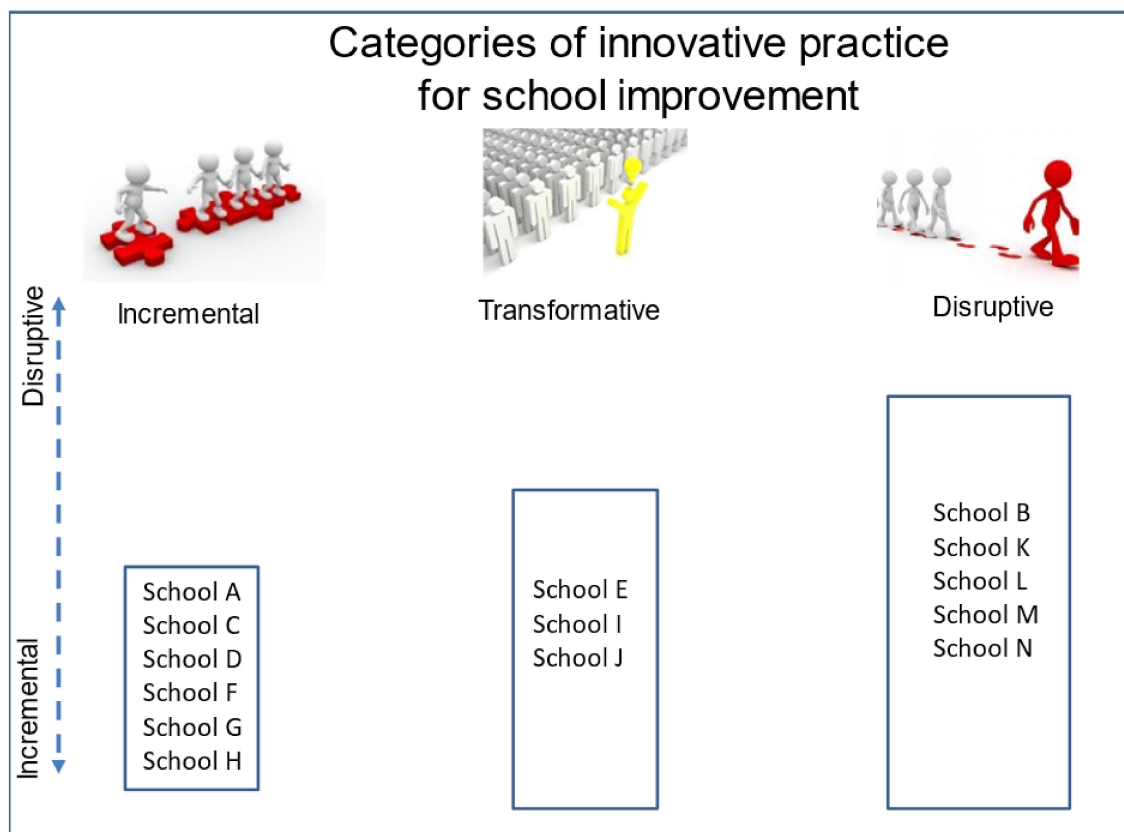 Categories of innovative practice
for school improvement
Incremental
Transformative
Disruptive
Disruptive
Incremental
School A
School C
School D
School F
School G
School H
School E
School I
School J
School B
School K
School L
School M
School N